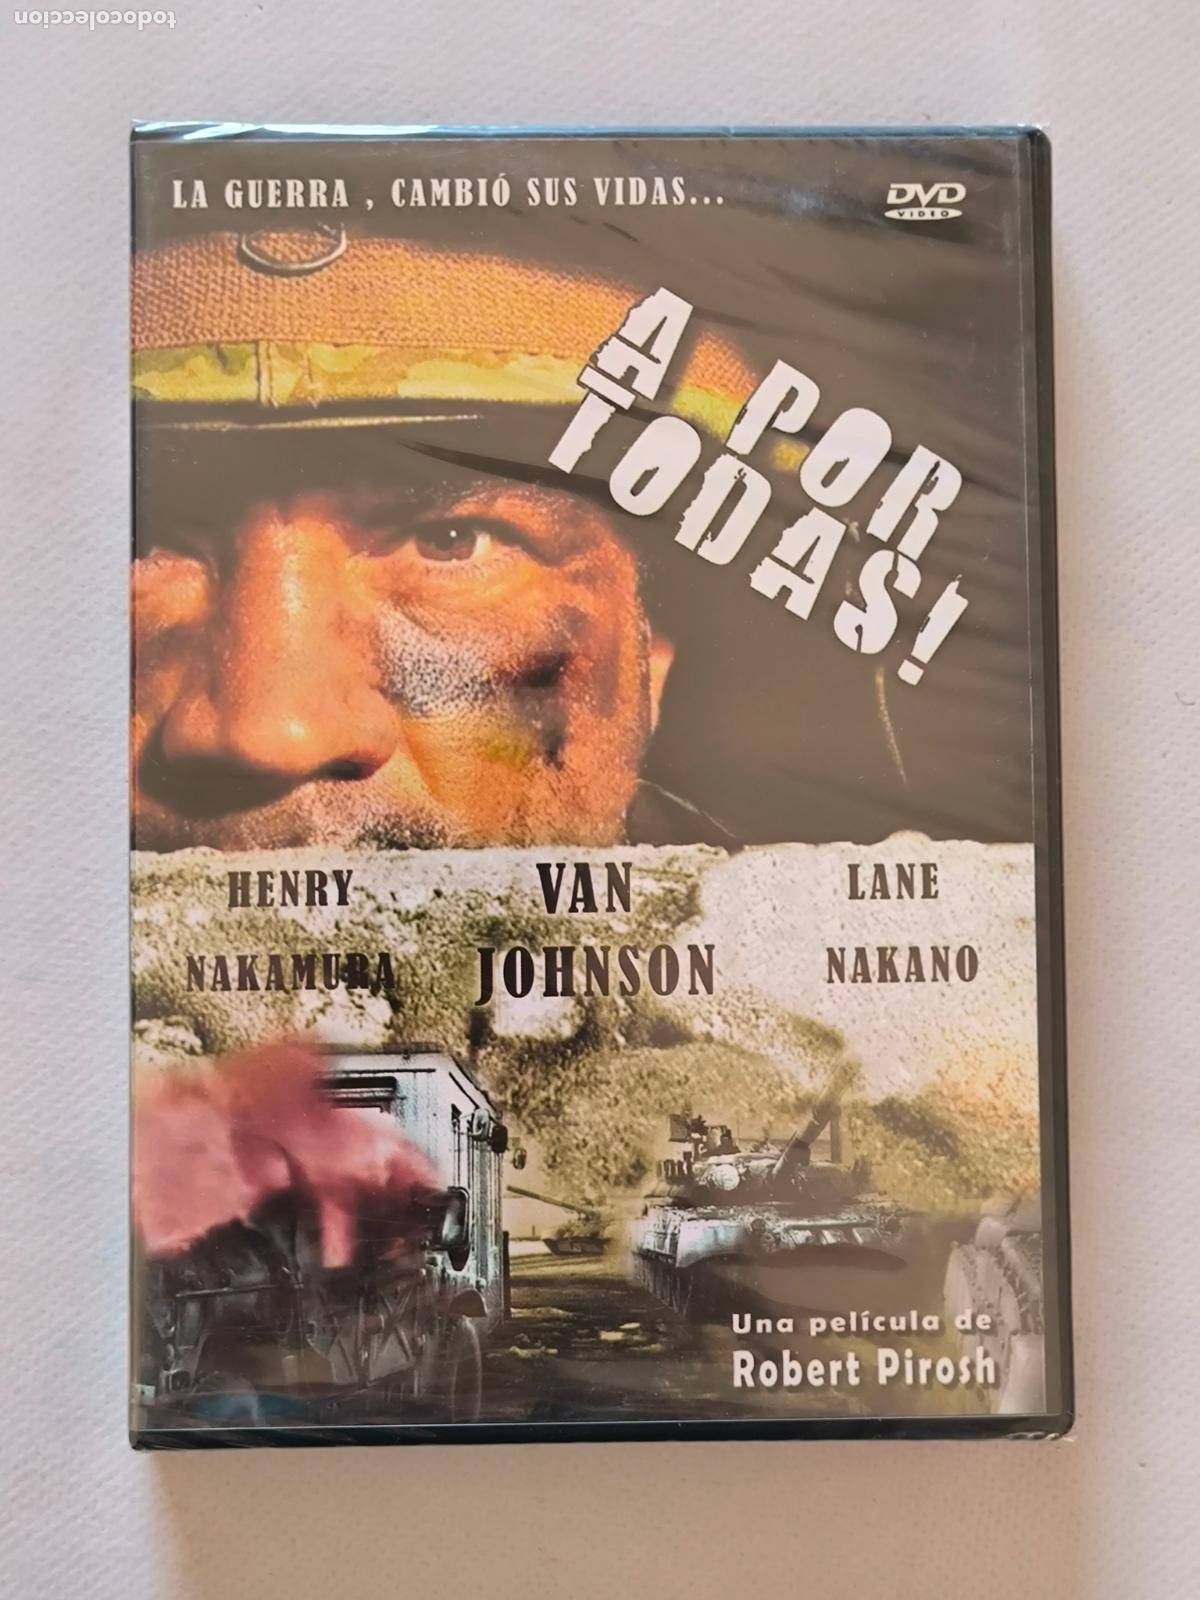 todocoleccion
LA GUERRA , CAMBIÓ SUS VIDAS...
DVD
VIDEO
A POR
TODAS!
HENRY
NAKAMURA
VAN
JOHNSON
LANE
NAKANO
Una película de
Robert Pirosh